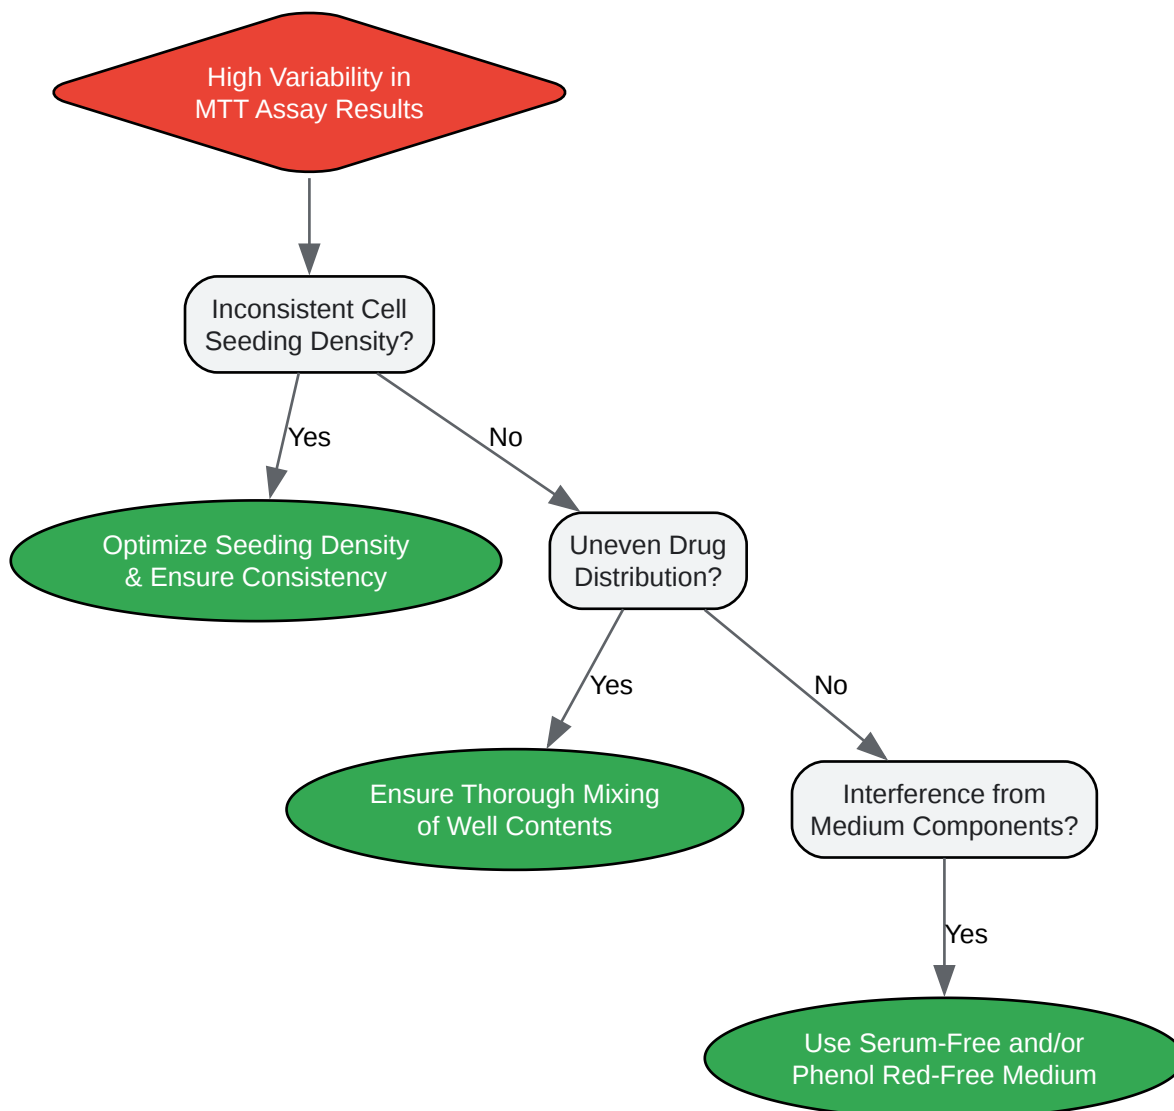 High Variability in
MTT Assay Results
Inconsistent Cell
Seeding Density?
Yes
No
Optimize Seeding Density
& Ensure Consistency
Uneven Drug
Distribution?
Yes
No
Ensure Thorough Mixing
of Well Contents
Interference from
Medium Components?
Yes
Use Serum-Free and/or
Phenol Red-Free Medium